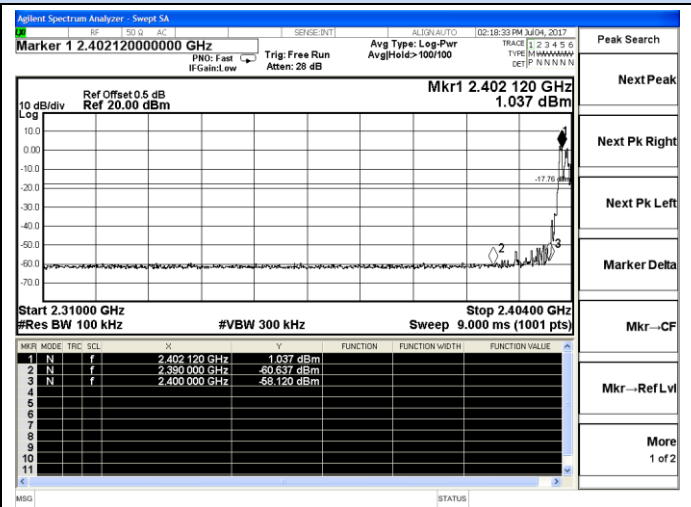 Agilent Spectrum Analyzer - Swept SA
RF 50 Ω AC SENSE:INT ALIGNAUTO 02:18:33 PM Jul 04, 2017
Marker 1 2.402120000000 GHz
PNO: Fast
IFGain:Low
Trig: Free Run
Atten: 28 dB
Avg Type: Log-Pwr
Avg|Hold:>100/100
TRACE 1 2 3 4 5 6
TYPE M WWWWW
DET P N N N N N
Peak Search
Ref Offset 0.5 dB
10 dB/div Ref 20.00 dBm
Log
Mkr1 2.402 120 GHz
1.037 dBm
10.0
0.00
-10.0
-20.0
-30.0
-40.0
-50.0
-60.0
-70.0
1
-17.76 dBm
2
3
Start 2.31000 GHz
Stop 2.40400 GHz
#Res BW 100 kHz #VBW 300 kHz Sweep 9.000 ms (1001 pts)
MKR MODE TRC SCL X Y FUNCTION FUNCTION WIDTH FUNCTION VALUE
1 N f 2.402 120 GHz 1.037 dBm
2 N f 2.390 000 GHz -60.637 dBm
3 N f 2.400 000 GHz -58.120 dBm
4
5
6
7
8
9
10
11
MSG STATUS
Next Peak
Next Pk Right
Next Pk Left
Marker Delta
Mkr→CF
Mkr→Ref Lvl
More
1 of 2